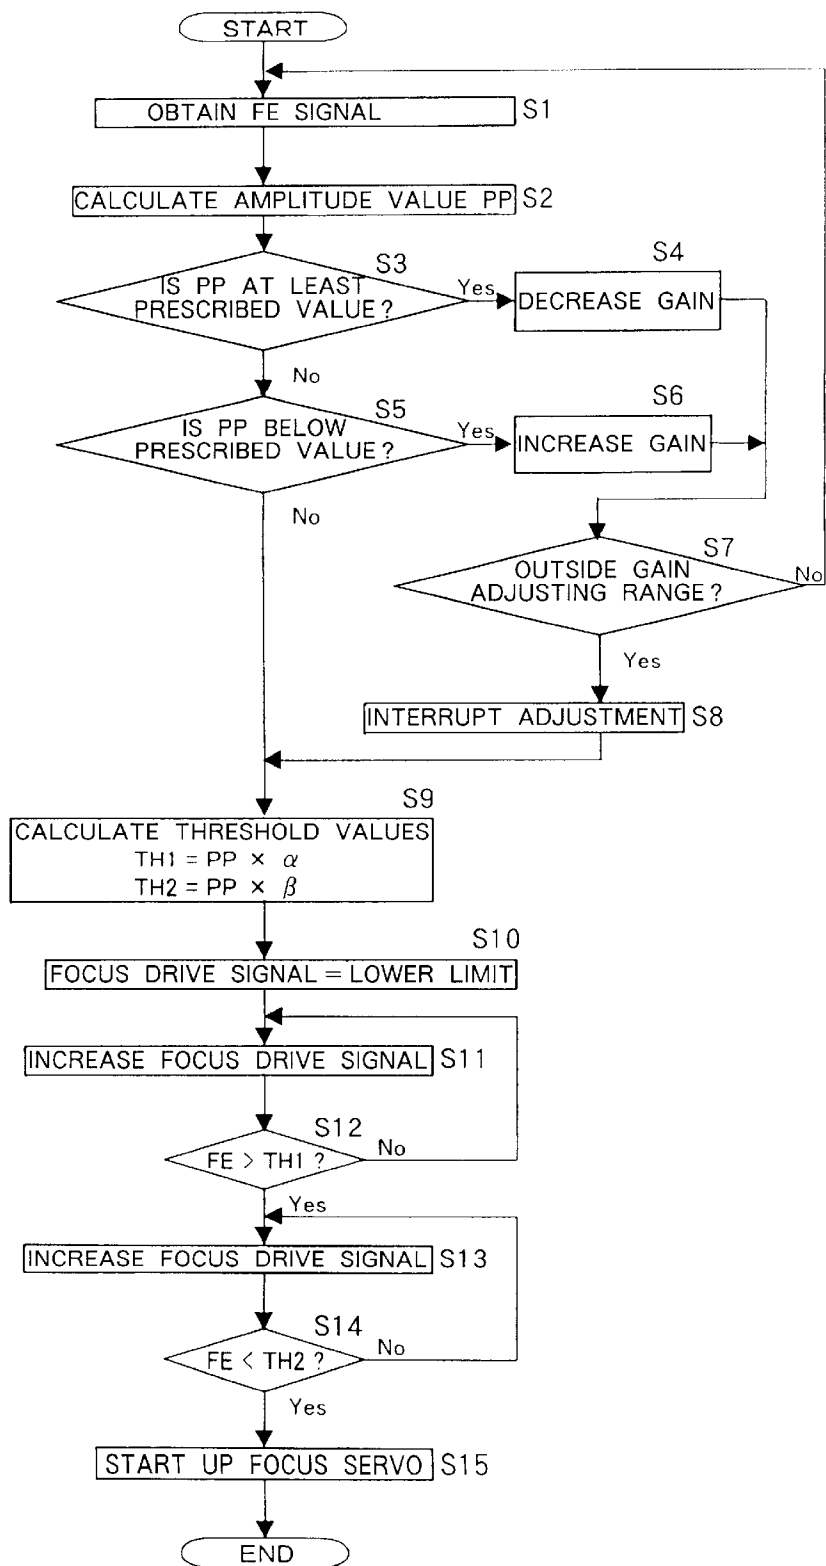 START
OBTAIN FE SIGNAL
S1
CALCULATE AMPLITUDE VALUE PP
S2
S3
IS PP AT LEAST
PRESCRIBED VALUE?
Yes
S4
DECREASE GAIN
No
S5
IS PP BELOW
PRESCRIBED VALUE?
Yes
S6
INCREASE GAIN
No
S7
OUTSIDE GAIN
ADJUSTING RANGE?
No
Yes
INTERRUPT ADJUSTMENT
S8
S9
CALCULATE THRESHOLD VALUES
TH1 = PP × α
TH2 = PP × β
S10
FOCUS DRIVE SIGNAL = LOWER LIMIT
INCREASE FOCUS DRIVE SIGNAL
S11
S12
FE > TH1 ?
No
Yes
INCREASE FOCUS DRIVE SIGNAL
S13
S14
FE < TH2 ?
No
Yes
START UP FOCUS SERVO
S15
END